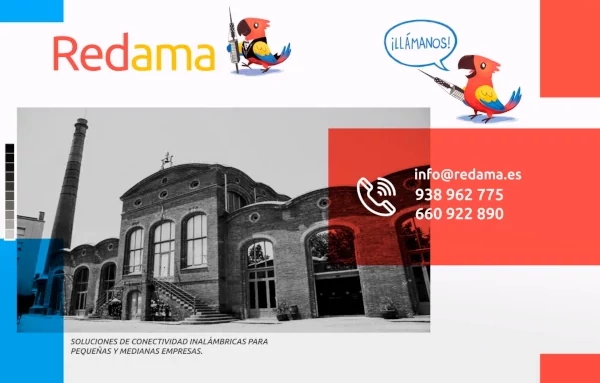 Redama
¡LLÁMANOS!
info@redama.es
938 962 775
660 922 890
SOLUCIONES DE CONECTIVIDAD INALÁMBRICAS PARA
PEQUEÑAS Y MEDIANAS EMPRESAS.